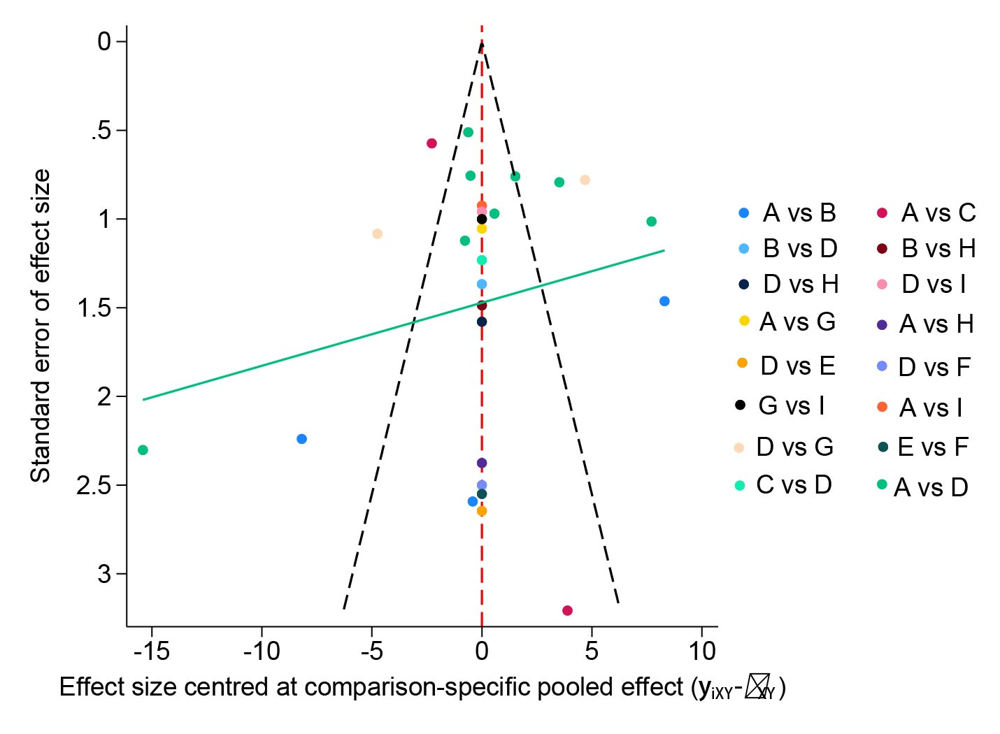 0
.5
1
1.5
2
2.5
3
Standard error of effect size
-15 -10 -5 0 5 10
Effect size centred at comparison-specific pooled effect (yiXY-XY)
A vs B A vs C
B vs D B vs H
D vs H D vs I
A vs G A vs H
D vs E D vs F
G vs I A vs I
D vs G E vs F
C vs D A vs D